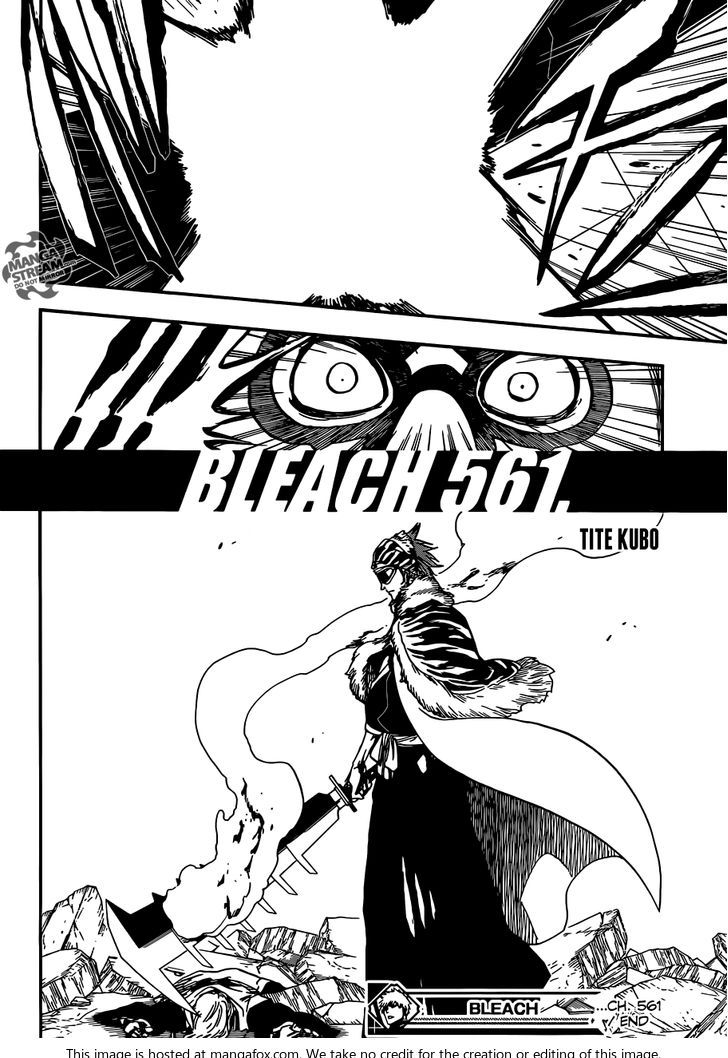 MANGA
STREAM
DO NOT MIRROR
BLEACH 561.
TITE KUBO
BLEACH
...CH. 561
END
This image is hosted at mangafox.com. We take no credit for the creation or editing of this image.